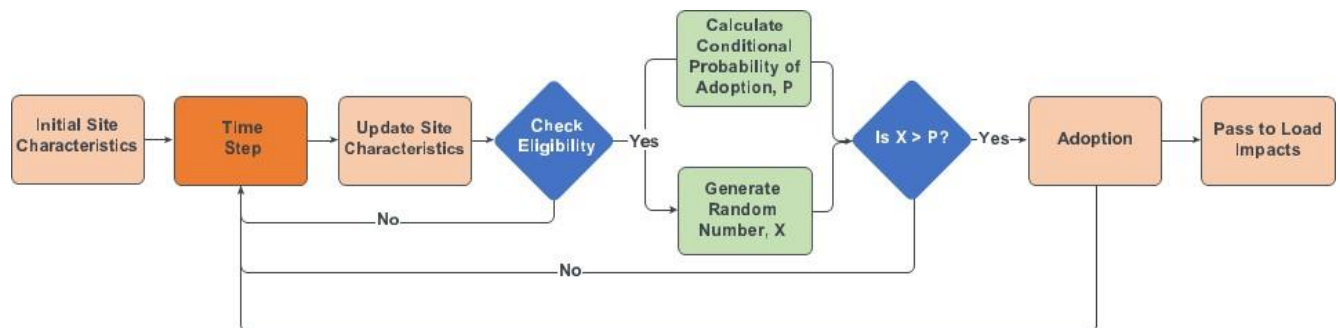 Initial Site
Characteristics
Time
Step
Update Site
Characteristics
Check
Eligibility
Yes
Calculate
Conditional
Probability of
Adoption, P
Generate
Random
Number, X
Is X > P?
Yes
Adoption
Pass to Load
Impacts
No
No